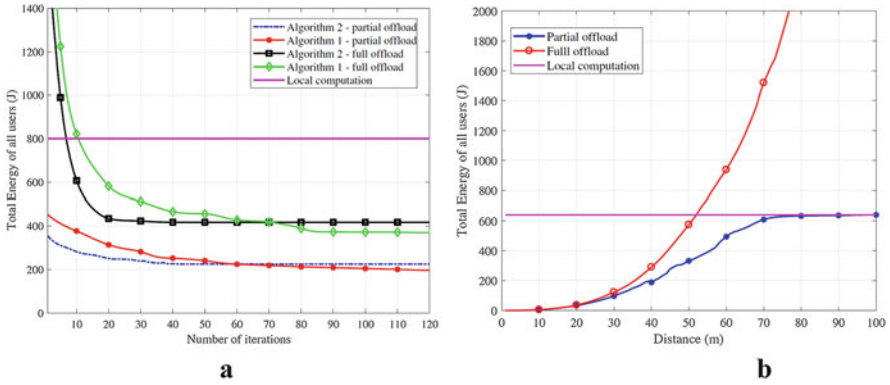 1400
1200
1000
800
600
400
200
0
Total Energy of all users (J)
Algorithm 2 - partial offload
Algorithm 1 - partial offload
Algorithm 2 - full offload
Algorithm 1 - full offload
Local computation
10 20 30 40 50 60 70 80 90 100 110 120
Number of iterations
a
2000
1800
1600
1400
1200
1000
800
600
400
200
0
Total Energy of all users (J)
Partial offload
Fulll offload
Local computation
0 10 20 30 40 50 60 70 80 90 100
Distance (m)
b